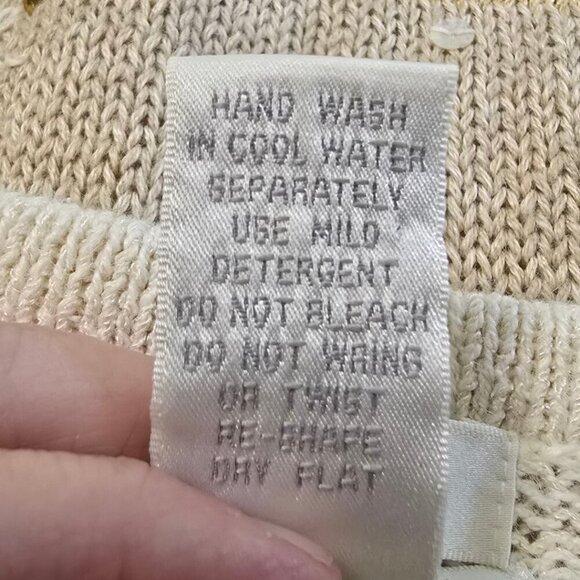 HAND WASH
IN COOL WATER
SEPARATELY
USE MILD
DETERGENT
DO NOT BLEACH
DO NOT WRING
OR TWIST
RE-SHAPE
DRY FLAT